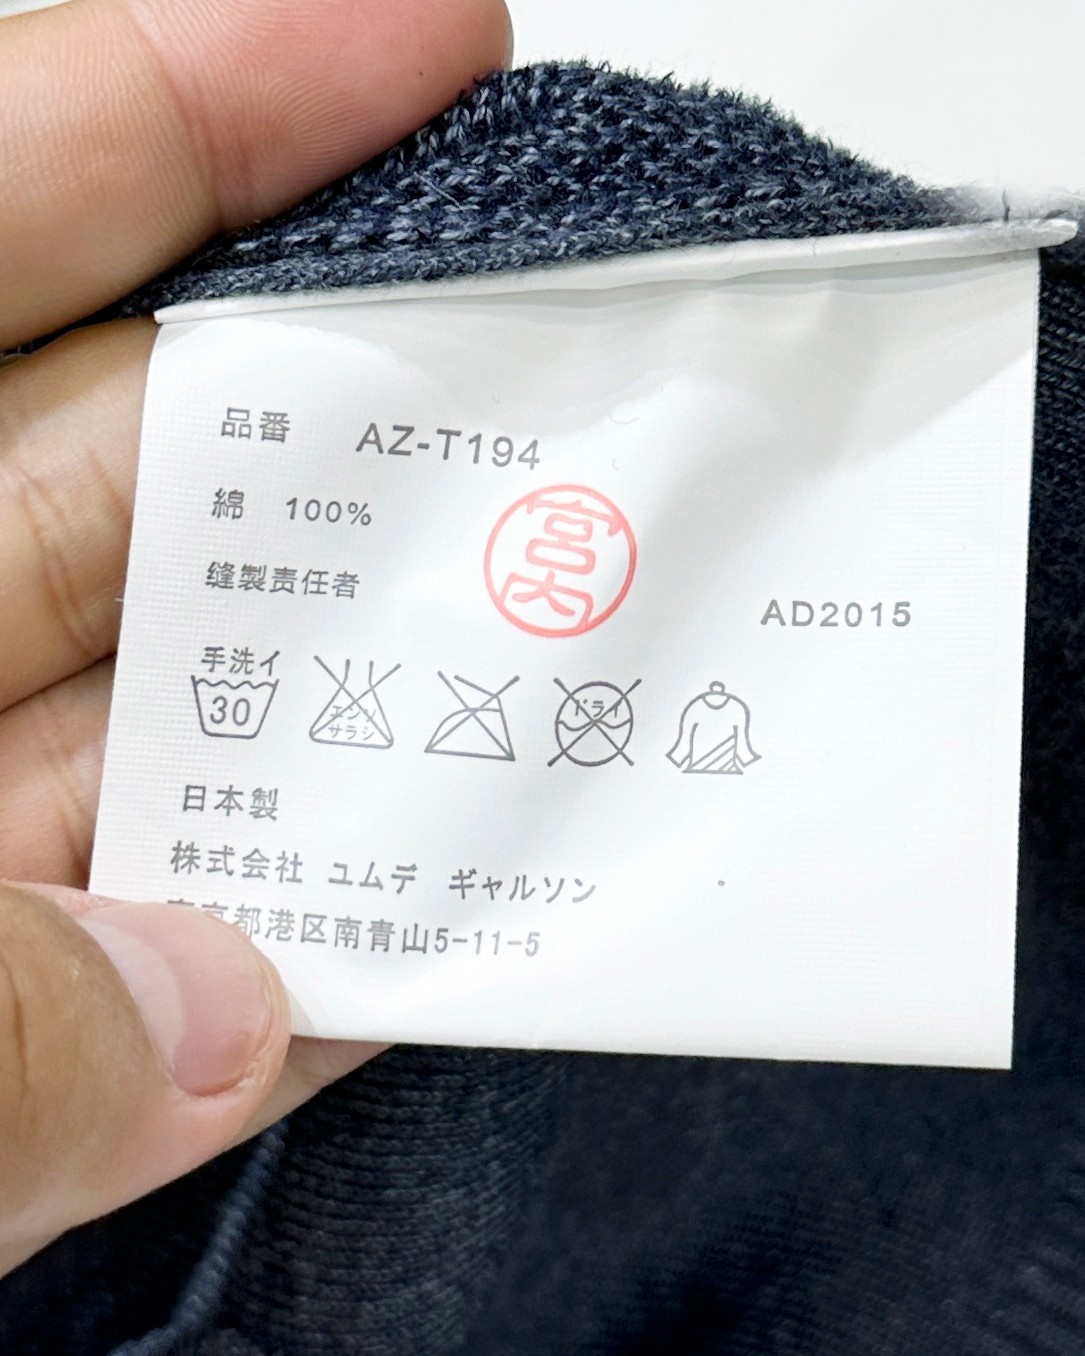 品番 AZ-T194
綿 100%
宮内
縫製责任者
AD2015
手洗イ
30
エンソサラシ
ドライ
日本製
株式会社 ユムデ ギャルソン
都港区南青山5-11-5